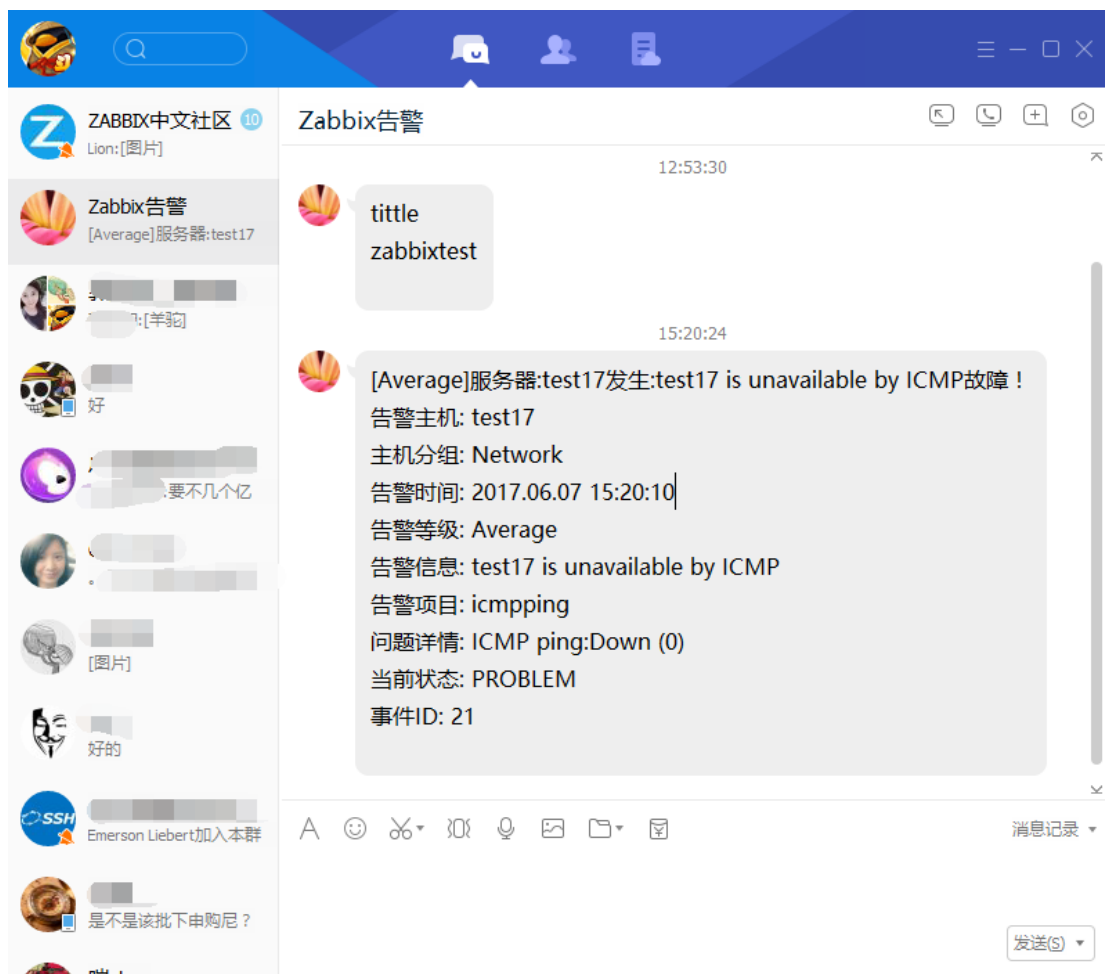 ZABBIX中文社区 10
Lion:[图片]
Zabbix告警
[Average]服务器:test17
:[羊驼]
好
:要不几个亿
[图片]
好的
SSH
Emerson Liebert加入本群
是不是该批下申购尼？
Zabbix告警
12:53:30
tittle
zabbixtest
15:20:24
[Average]服务器:test17发生:test17 is unavailable by ICMP故障！
告警主机: test17
主机分组: Network
告警时间: 2017.06.07 15:20:10
告警等级: Average
告警信息: test17 is unavailable by ICMP
告警项目: icmpping
问题详情: ICMP ping:Down (0)
当前状态: PROBLEM
事件ID: 21
消息记录
发送(S)